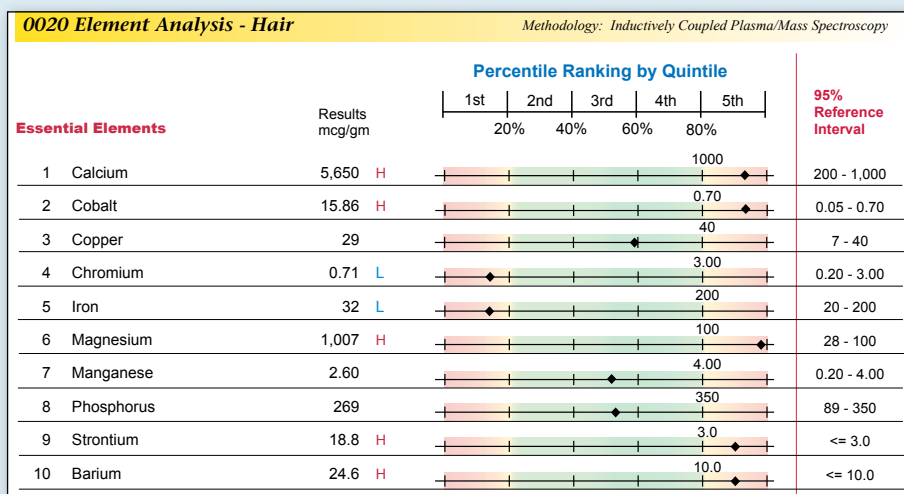 0020 Element Analysis - Hair Methodology: Inductively Coupled Plasma/Mass Spectroscopy
Percentile Ranking by Quintile
1st 2nd 3rd 4th 5th
20% 40% 60% 80%
Results
mcg/gm
95%
Reference
Interval
Essential Elements
1 Calcium 5,650 H 1000 200 - 1,000
2 Cobalt 15.86 H 0.70 0.05 - 0.70
3 Copper 29 40 7 - 40
4 Chromium 0.71 L 3.00 0.20 - 3.00
5 Iron 32 L 200 20 - 200
6 Magnesium 1,007 H 100 28 - 100
7 Manganese 2.60 4.00 0.20 - 4.00
8 Phosphorus 269 350 89 - 350
9 Strontium 18.8 H 3.0 <= 3.0
10 Barium 24.6 H 10.0 <= 10.0